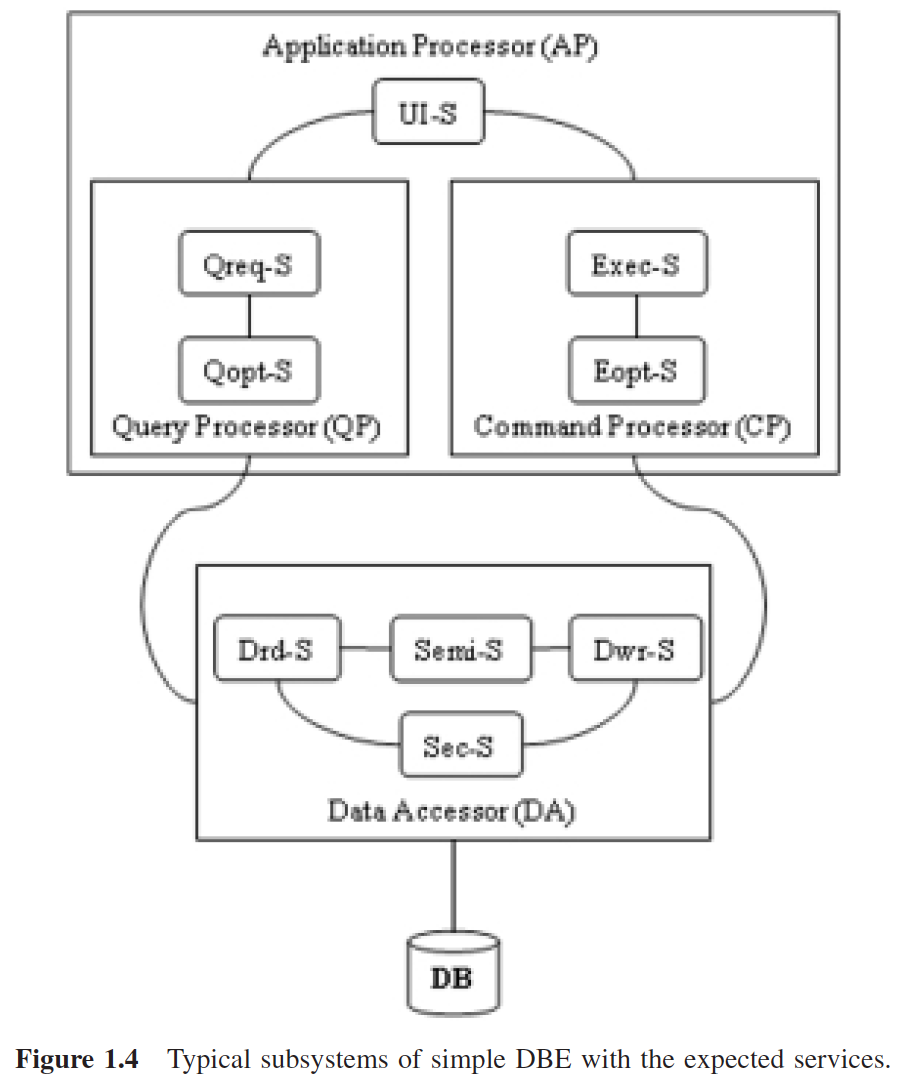 Application Processor (AP)
UI-S
Qreq-S
Exec-S
Qopt-S
Eopt-S
Query Processor (QP)
Command Processor (CP)
Drd-S
Semi-S
Dwr-S
Sec-S
Data Accessor (DA)
DB
Figure 1.4 Typical subsystems of simple DBE with the expected services.